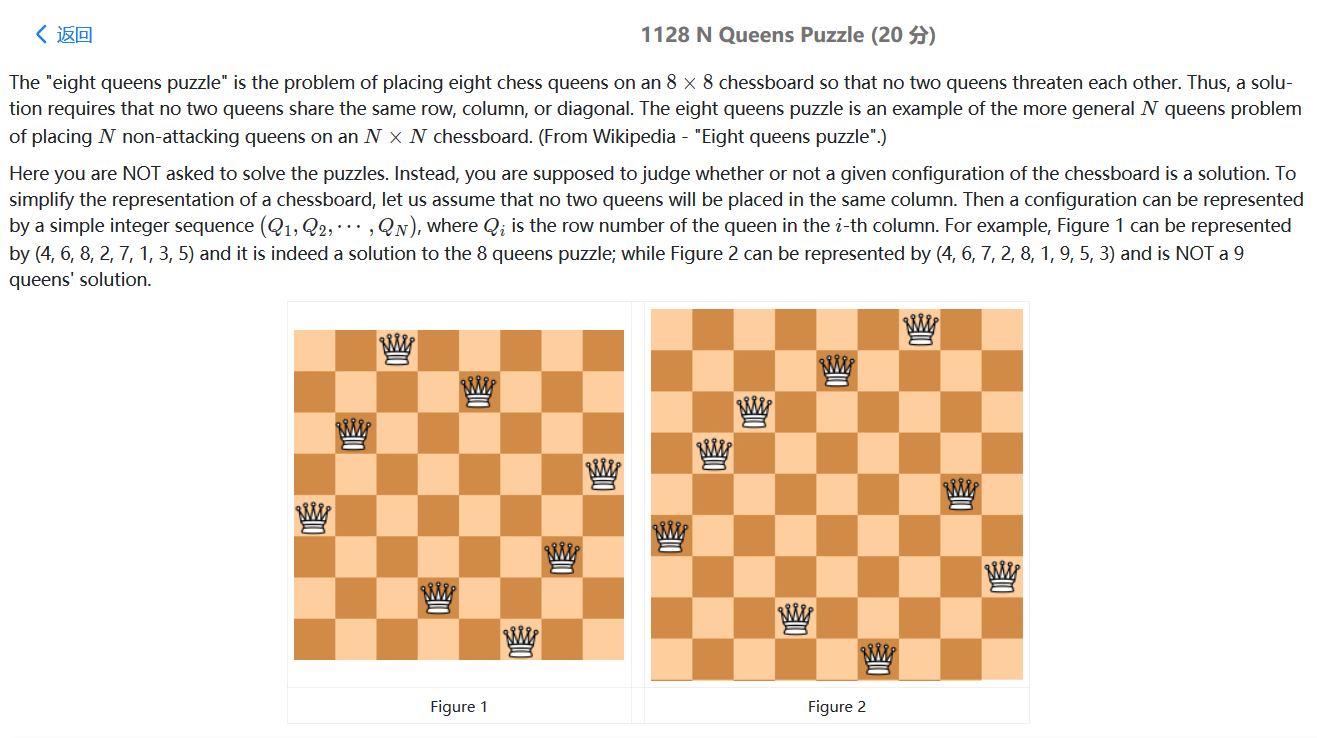 返回
1128 N Queens Puzzle (20 分)
The "eight queens puzzle" is the problem of placing eight chess queens on an 8 × 8 chessboard so that no two queens threaten each other. Thus, a solu-
tion requires that no two queens share the same row, column, or diagonal. The eight queens puzzle is an example of the more general N queens problem
of placing N non-attacking queens on an N × N chessboard. (From Wikipedia - "Eight queens puzzle".)
Here you are NOT asked to solve the puzzles. Instead, you are supposed to judge whether or not a given configuration of the chessboard is a solution. To
simplify the representation of a chessboard, let us assume that no two queens will be placed in the same column. Then a configuration can be represented
by a simple integer sequence (Q₁, Q₂, ⋯ , Q_N), where Q_i is the row number of the queen in the i-th column. For example, Figure 1 can be represented
by (4, 6, 8, 2, 7, 1, 3, 5) and it is indeed a solution to the 8 queens puzzle; while Figure 2 can be represented by (4, 6, 7, 2, 8, 1, 9, 5, 3) and is NOT a 9
queens' solution.
Figure 1
Figure 2